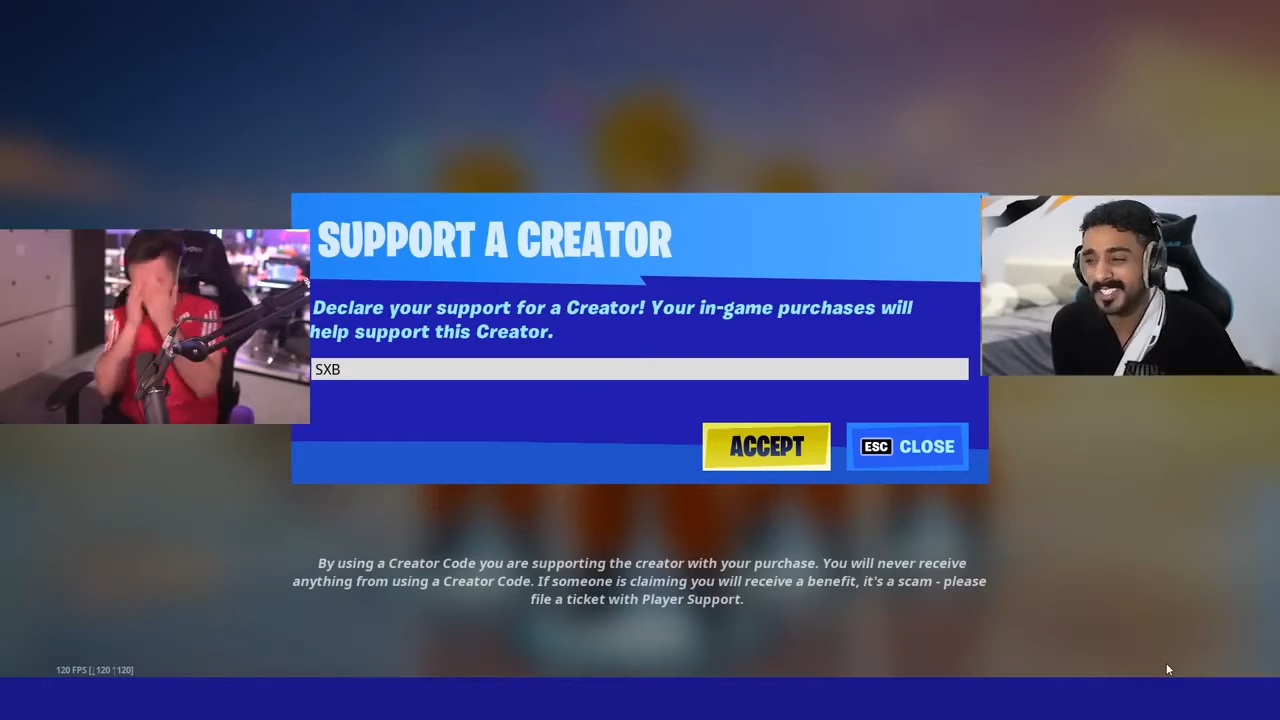 SUPPORT A CREATOR
Declare your support for a Creator! Your in-game purchases will
help support this Creator.
SXB
ACCEPT
ESC CLOSE
By using a Creator Code you are supporting the creator with your purchase. You will never receive
anything from using a Creator Code. If someone is claiming you will receive a benefit, it's a scam - please
file a ticket with Player Support.
120 FPS [↓120 ↑120]